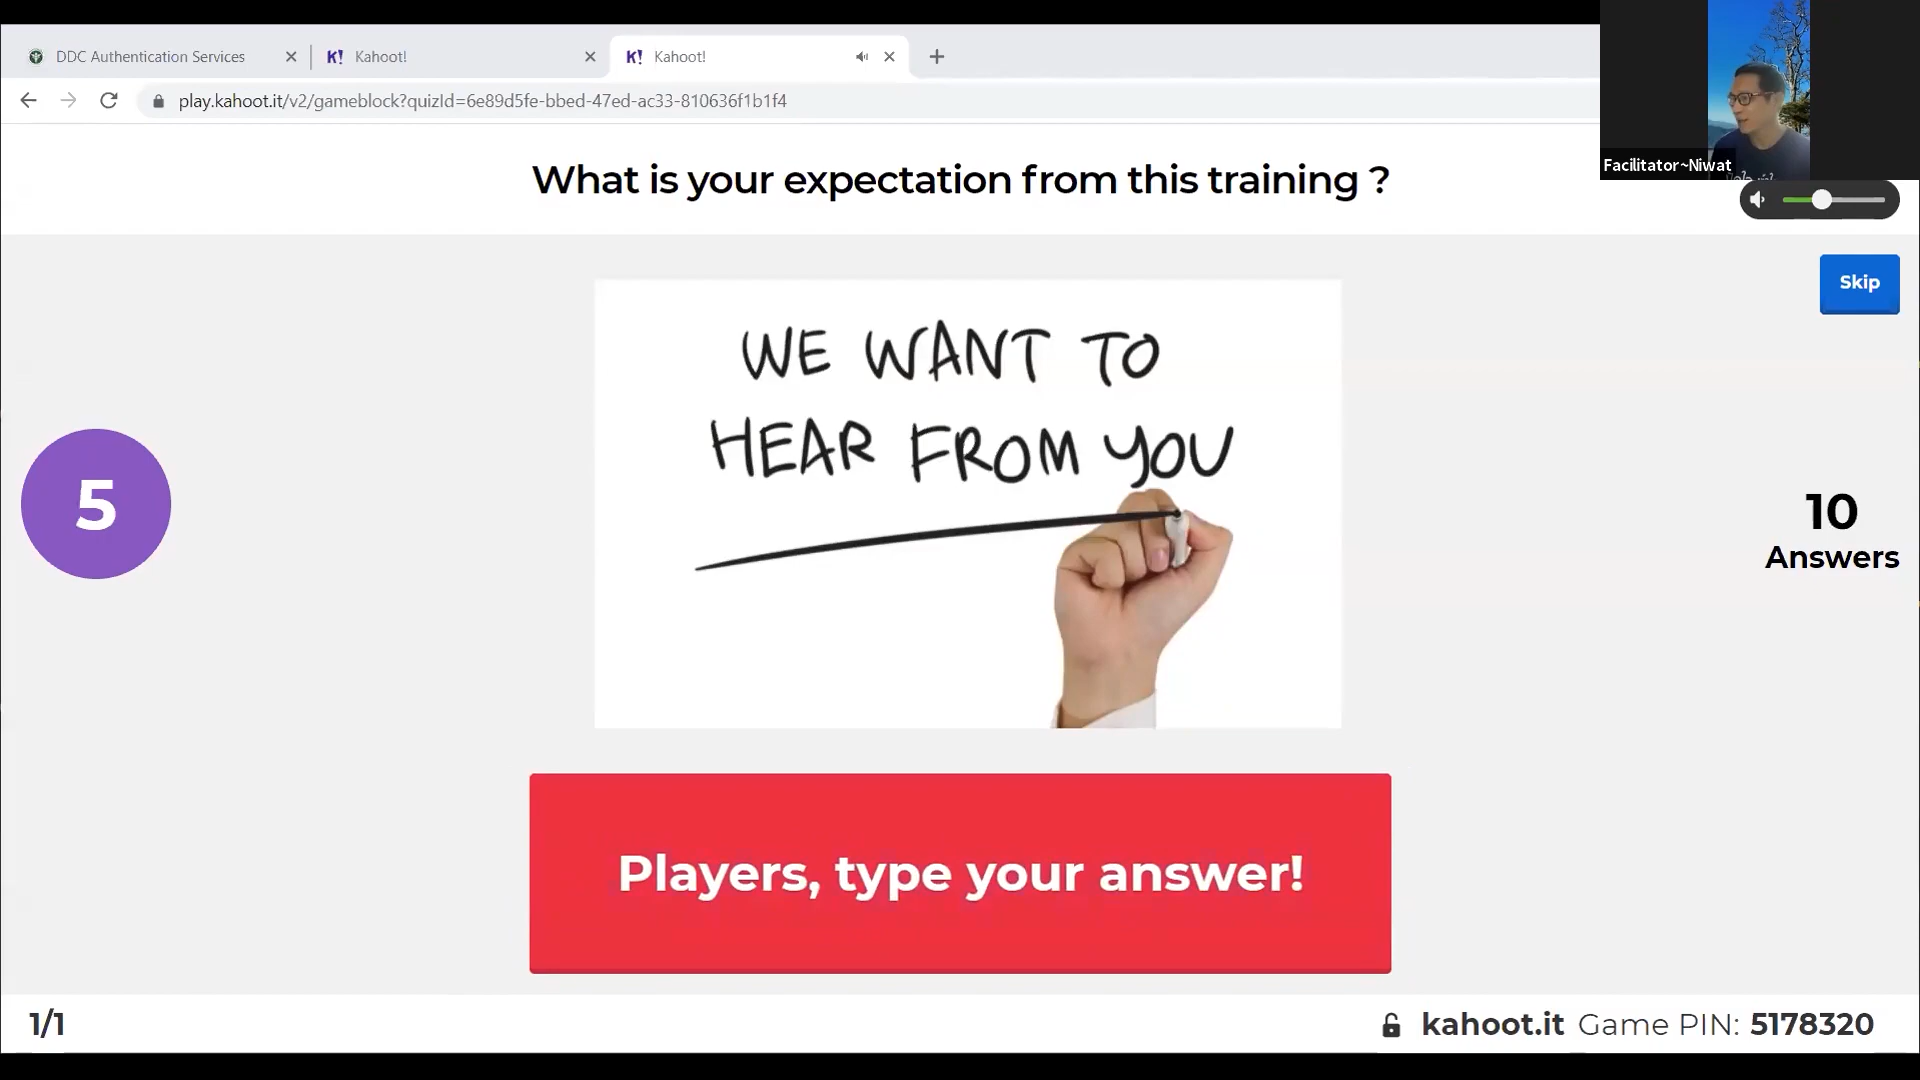 DDC Authentication Services
K! Kahoot!
K! Kahoot!
play.kahoot.it/v2/gameblock?quizId=6e89d5fe-bbed-47ed-ac33-810636f1b1f4
Facilitator~Niwat
What is your expectation from this training ?
Skip
WE WANT TO
HEAR FROM YOU
5
10
Answers
Players, type your answer!
1/1
kahoot.it Game PIN: 5178320